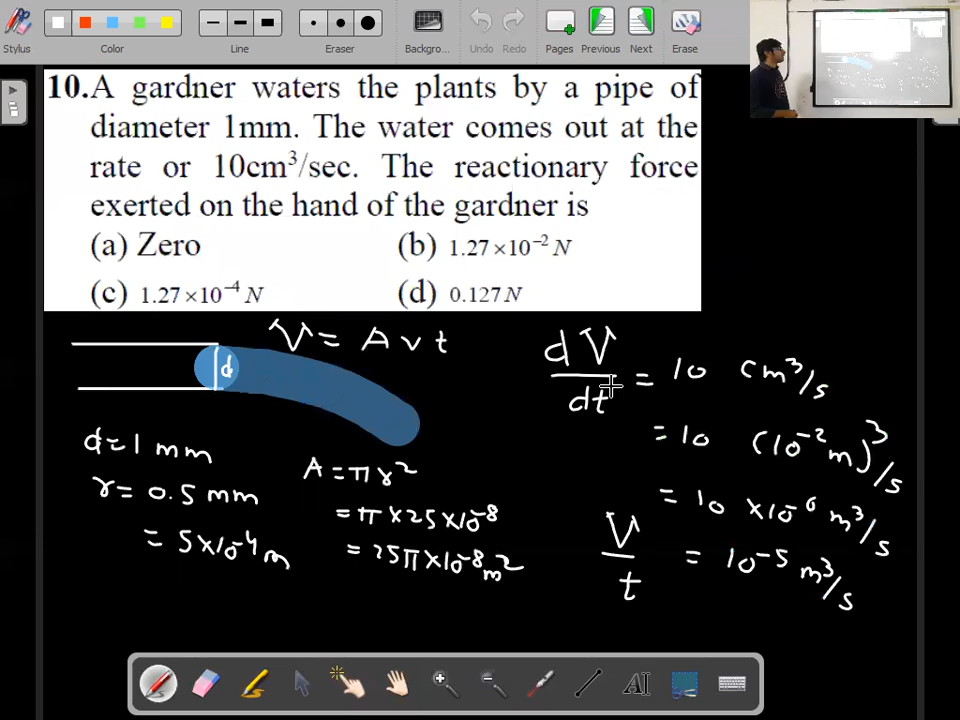 Stylus
Color
Line
Eraser
Backgro...
Undo
Redo
Pages
Previous
Next
Erase
10.A gardner waters the plants by a pipe of
diameter 1mm. The water comes out at the
rate or 10cm³/sec. The reactionary force
exerted on the hand of the gardner is
(a) Zero (b) 1.27×10⁻² N
(c) 1.27×10⁻⁴ N (d) 0.127 N
V = A v t
d
d = 1 mm
r = 0.5 mm
= 5×10⁻⁴ m
A = πr²
= π×25×10⁻⁸
= 25π×10⁻⁸ m²
dV/dt = 10 cm³/s
= 10 (10⁻² m)³/s
= 10 ×10⁻⁶ m³/s
V/t = 10⁻⁵ m³/s
AI